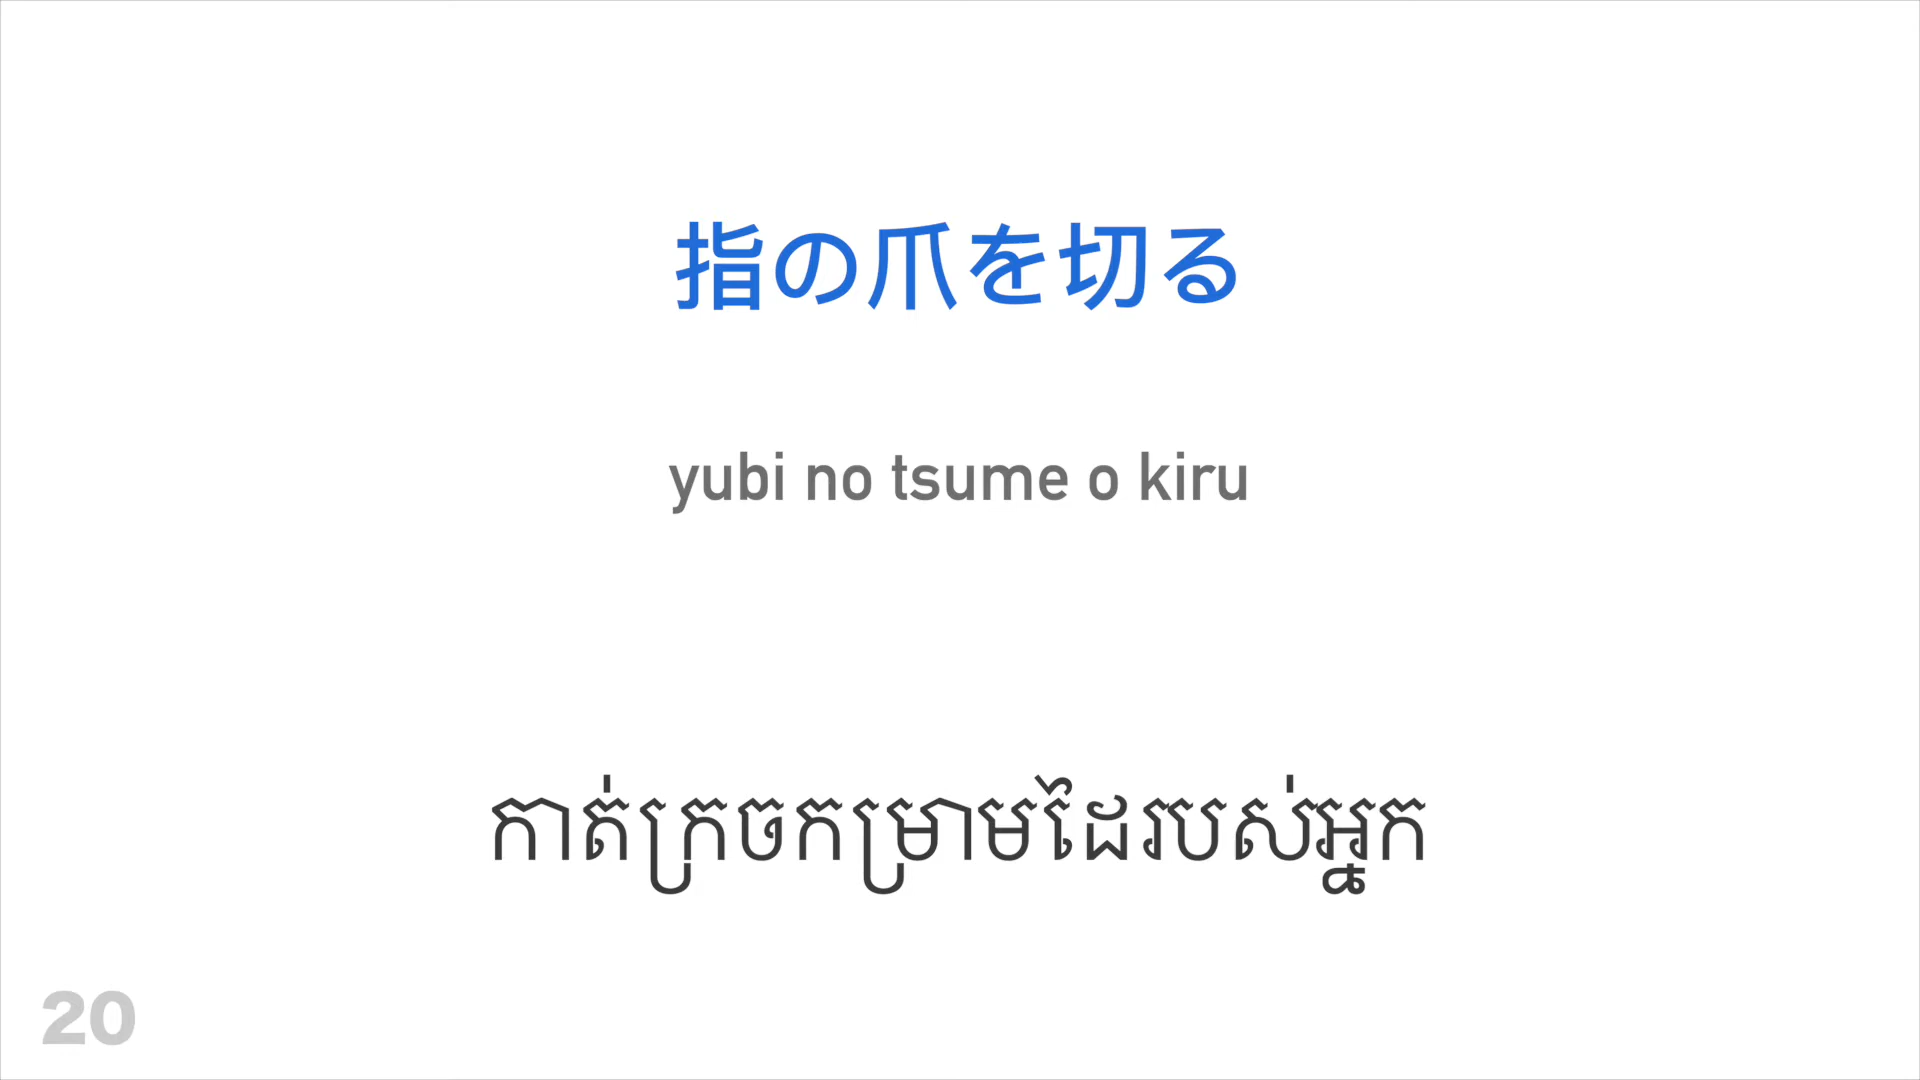 指の爪を切る
yubi no tsume o kiru
កាត់ក្រចកម្រាមដៃរបស់អ្នក
20